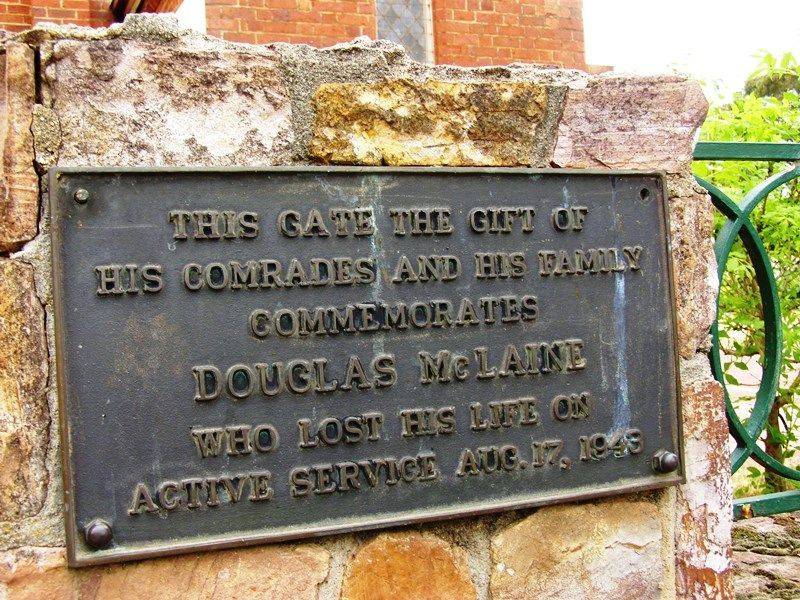 THIS GATE THE GIFT OF
HIS COMRADES AND HIS FAMILY
COMMEMORATES
DOUGLAS McLAINE
WHO LOST HIS LIFE ON
ACTIVE SERVICE AUG. 17, 1943